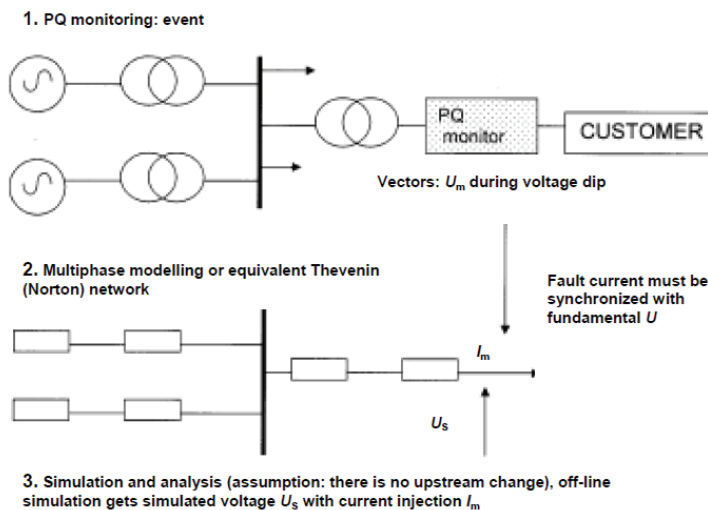 1. PQ monitoring: event
PQ
monitor
CUSTOMER
Vectors: Um during voltage dip
2. Multiphase modelling or equivalent Thevenin
(Norton) network
Fault current must be
synchronized with
fundamental U
Im
Us
3. Simulation and analysis (assumption: there is no upstream change), off-line
simulation gets simulated voltage Us with current injection Im